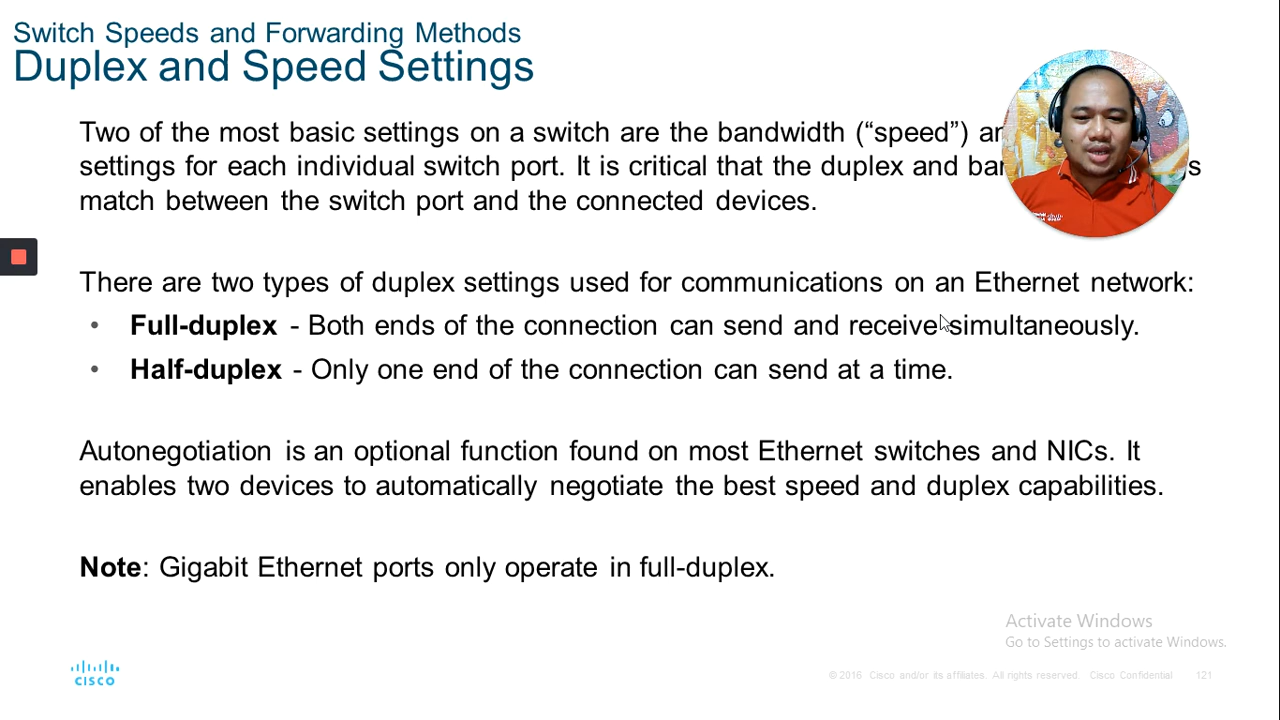 Switch Speeds and Forwarding Methods
Duplex and Speed Settings
Two of the most basic settings on a switch are the bandwidth (“speed”)
settings for each individual switch port. It is critical that the duplex and
match between the switch port and the connected devices.
There are two types of duplex settings used for communications on an Ethernet network:
• Full-duplex - Both ends of the connection can send and receive simultaneously.
• Half-duplex - Only one end of the connection can send at a time.
Autonegotiation is an optional function found on most Ethernet switches and NICs. It
enables two devices to automatically negotiate the best speed and duplex capabilities.
Note: Gigabit Ethernet ports only operate in full-duplex.
Activate Windows
Go to Settings to activate Windows.
CISCO
© 2016 Cisco and/or its affiliates. All rights reserved. Cisco Confidential 121